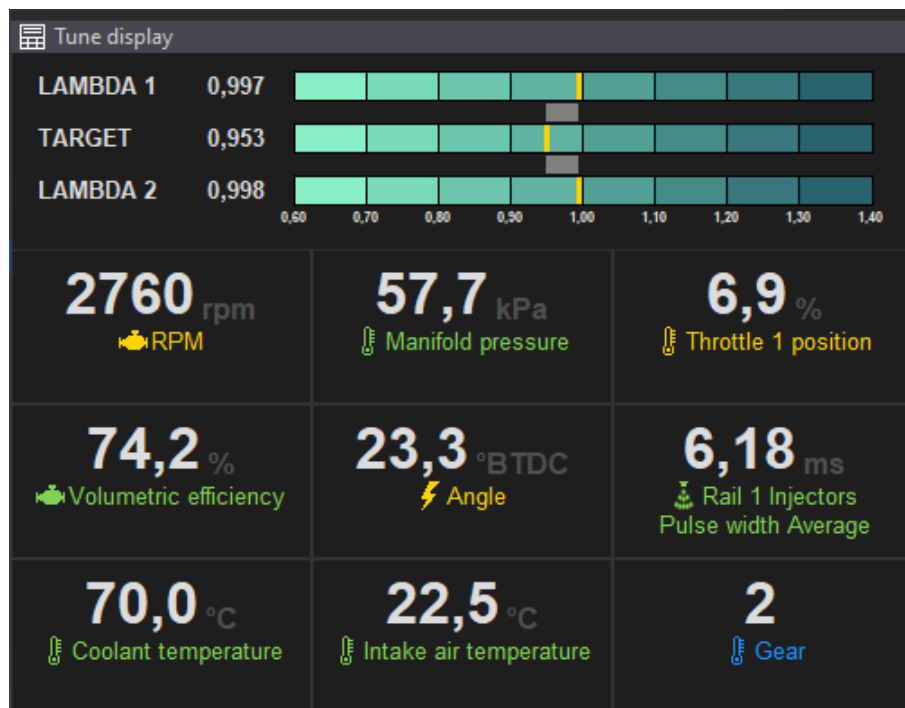 Tune display
LAMBDA 1 0,997
TARGET 0,953
LAMBDA 2 0,998
0,60 0,70 0,80 0,90 1,00 1,10 1,20 1,30 1,40
2760 rpm
RPM
57,7 kPa
Manifold pressure
6,9 %
Throttle 1 position
74,2 %
Volumetric efficiency
23,3 °BTDC
Angle
6,18 ms
Rail 1 Injectors
Pulse width Average
70,0 °C
Coolant temperature
22,5 °C
Intake air temperature
2
Gear